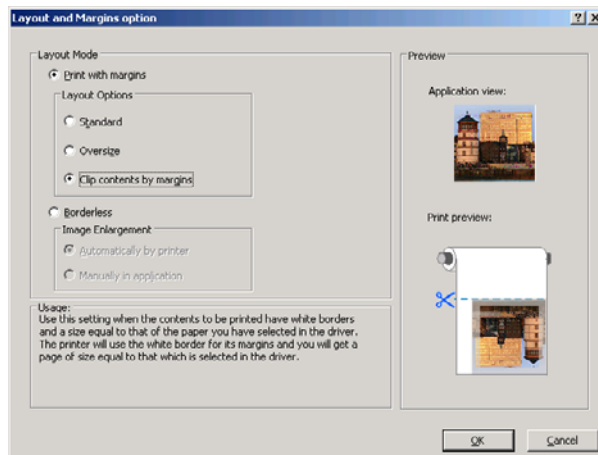 Layout and Margins option
Layout Mode
Print with margins
Layout Options
Standard
Oversize
Clip contents by margins
Borderless
Image Enlargement
Automatically by printer
Manually in application
Usage:
Use this setting when the contents to be printed have white borders
and a size equal to that of the paper you have selected in the driver.
The printer will use the white border for its margins and you will get a
page of size equal to that which is selected in the driver.
Preview
Application view:
Print preview:
OK
Cancel